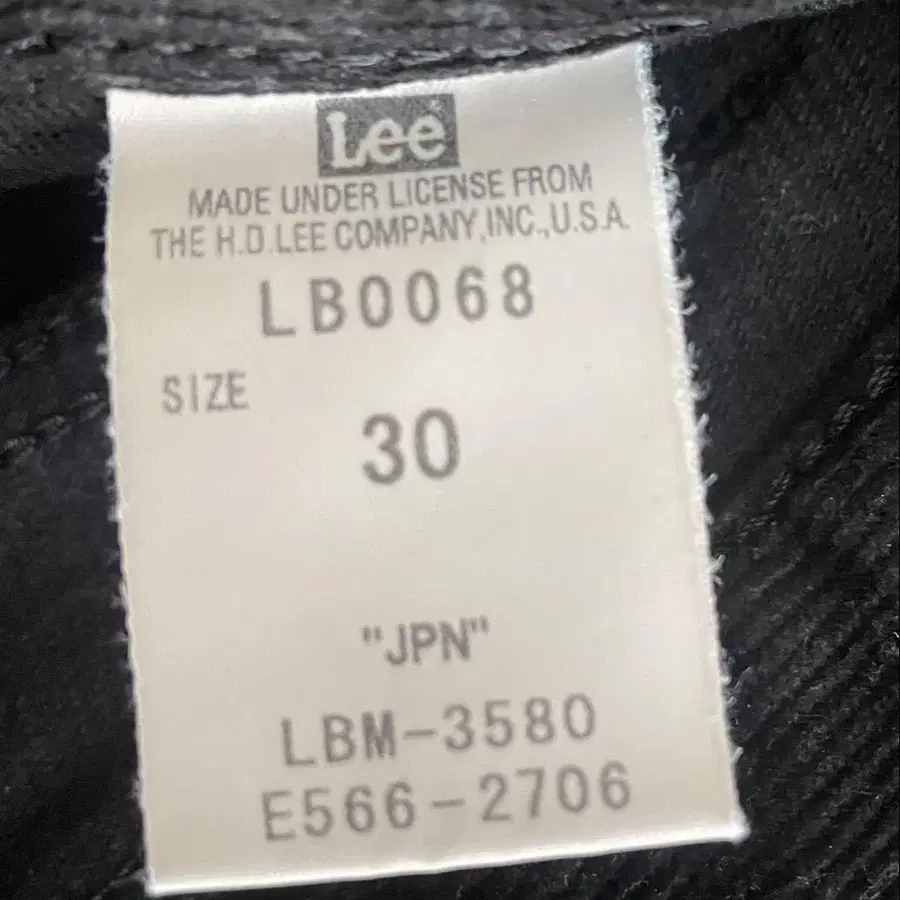 Lee
MADE UNDER LICENSE FROM
THE H.D.LEE COMPANY,INC.,U.S.A.
LB0068
SIZE
30
"JPN"
LBM-3580
E566-2706